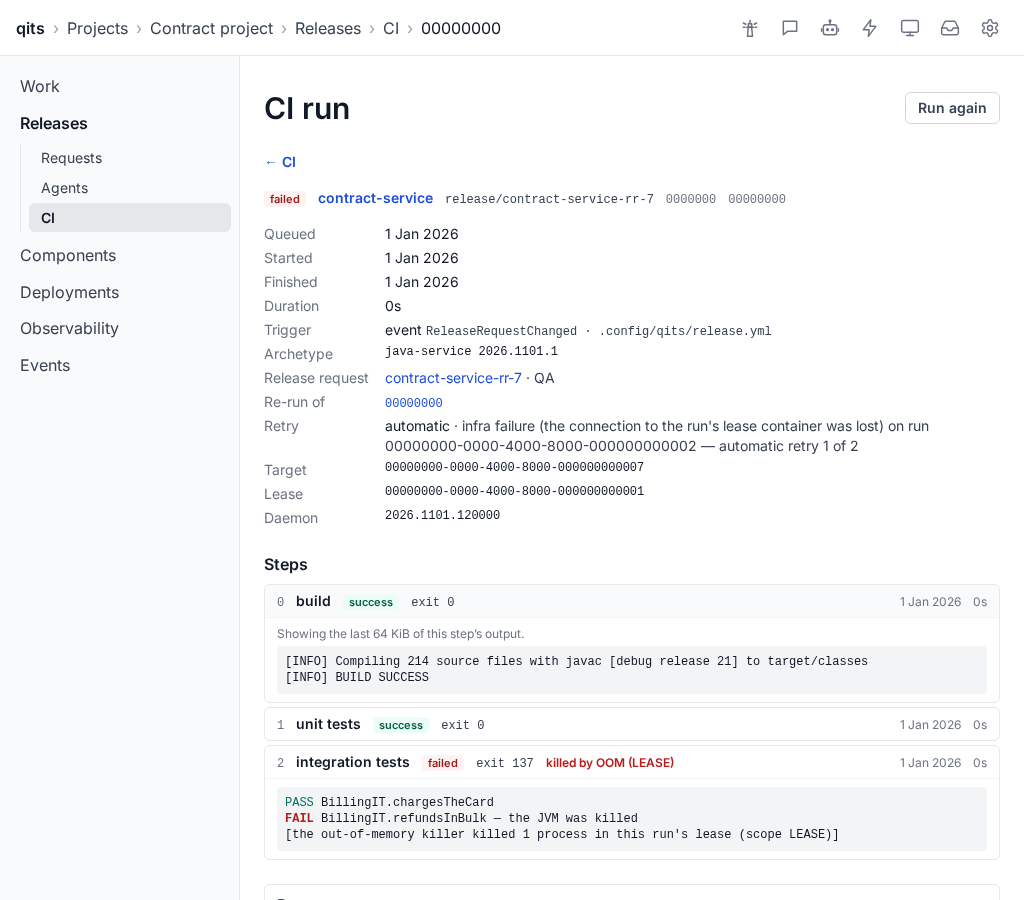 qits › Projects › Contract project › Releases › CI › 00000000
Work
Releases
Requests
Agents
CI
Components
Deployments
Observability
Events
CI run
Run again
← CI
failed contract-service release/contract-service-rr-7 0000000 00000000
Queued 1 Jan 2026
Started 1 Jan 2026
Finished 1 Jan 2026
Duration 0s
Trigger event ReleaseRequestChanged · .config/qits/release.yml
Archetype java-service 2026.1101.1
Release request contract-service-rr-7 · QA
Re-run of 00000000
Retry automatic · infra failure (the connection to the run's lease container was lost) on run
00000000-0000-4000-8000-000000000002 — automatic retry 1 of 2
Target 00000000-0000-4000-8000-000000000007
Lease 00000000-0000-4000-8000-000000000001
Daemon 2026.1101.120000
Steps
0 build success exit 0 1 Jan 2026 0s
Showing the last 64 KiB of this step’s output.
[INFO] Compiling 214 source files with javac [debug release 21] to target/classes
[INFO] BUILD SUCCESS
1 unit tests success exit 0 1 Jan 2026 0s
2 integration tests failed exit 137 killed by OOM (LEASE) 1 Jan 2026 0s
PASS BillingIT.chargesTheCard
FAIL BillingIT.refundsInBulk — the JVM was killed
[the out-of-memory killer killed 1 process in this run's lease (scope LEASE)]